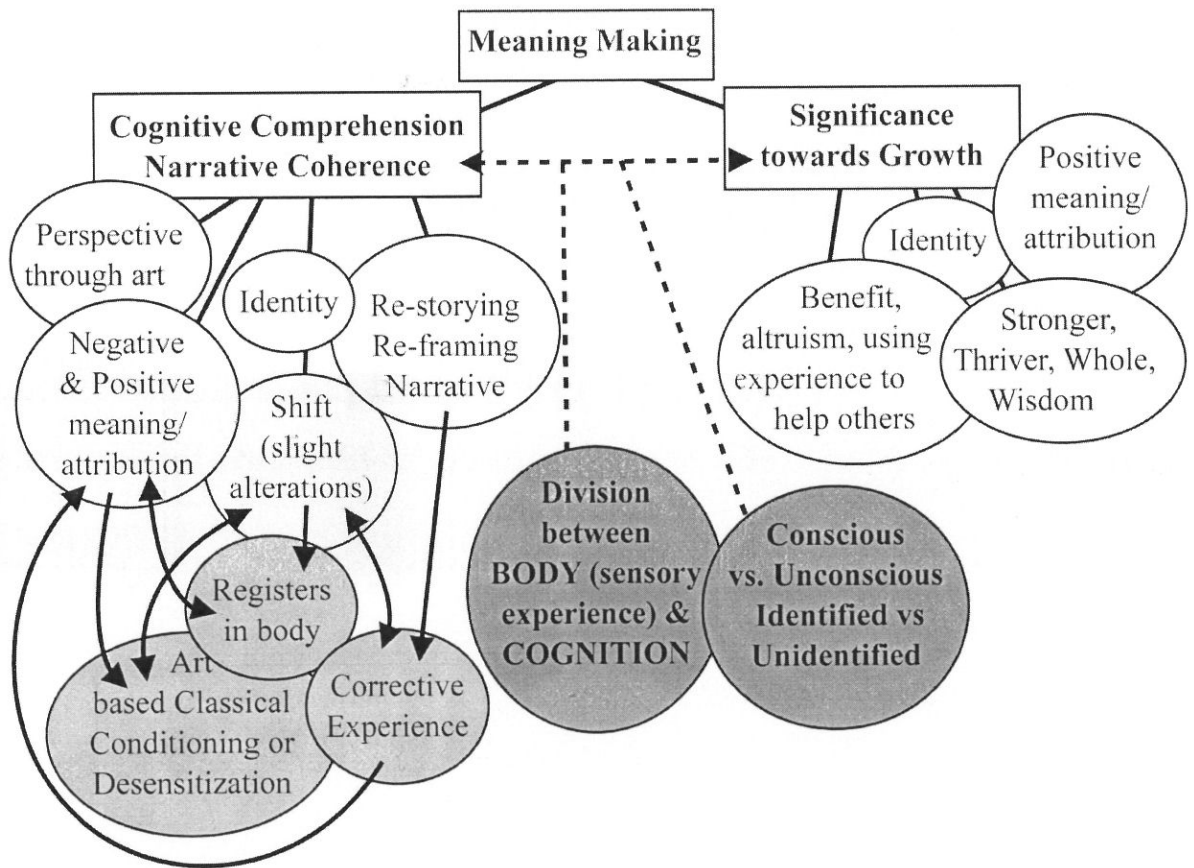 Meaning Making
Cognitive Comprehension
Narrative Coherence
Significance
towards Growth
Perspective
through art
Identity
Re-storying
Re-framing
Narrative
Negative
& Positive
meaning/
attribution
Shift
(slight
alterations)
Registers
in body
Art
based Classical
Conditioning or
Desensitization
Corrective
Experience
Division
between
BODY (sensory
experience) &
COGNITION
Conscious
vs. Unconscious
Identified vs
Unidentified
Identity
Positive
meaning/
attribution
Benefit,
altruism, using
experience to
help others
Stronger,
Thriver, Whole,
Wisdom